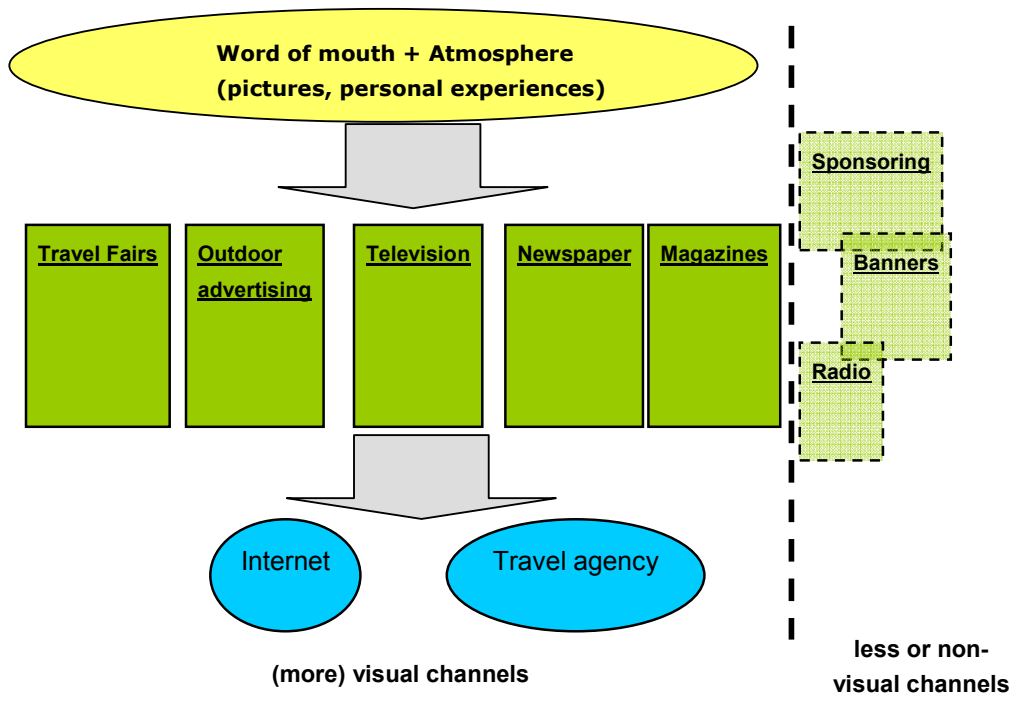 Word of mouth + Atmosphere
(pictures, personal experiences)
Sponsoring
Travel Fairs
Outdoor
advertising
Television
Newspaper
Magazines
Banners
Radio
Internet
Travel agency
(more) visual channels
less or non-
visual channels